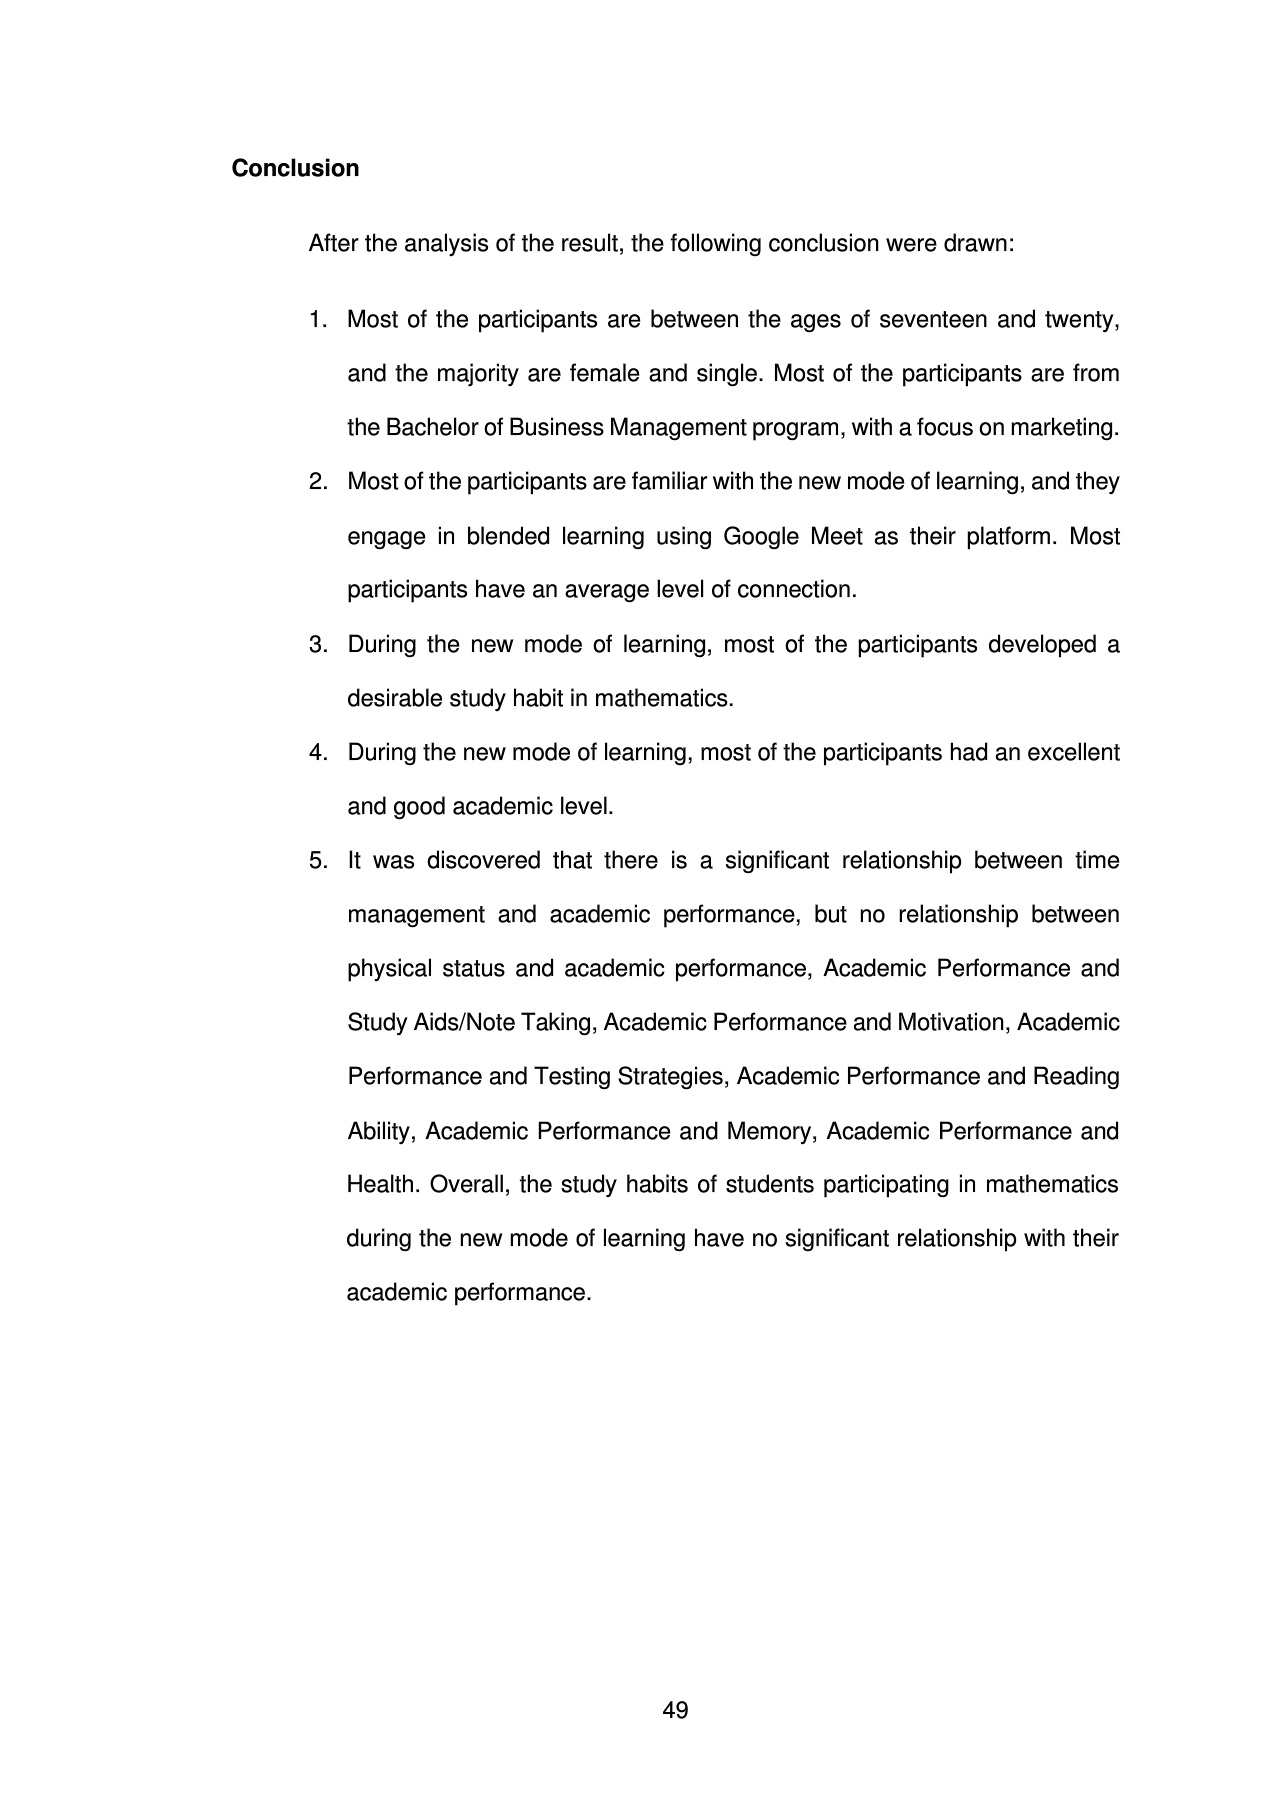 Conclusion
After the analysis of the result, the following conclusion were drawn:
1. Most of the participants are between the ages of seventeen and twenty,
and the majority are female and single. Most of the participants are from
the Bachelor of Business Management program, with a focus on marketing.
2. Most of the participants are familiar with the new mode of learning, and they
engage in blended learning using Google Meet as their platform. Most
participants have an average level of connection.
3. During the new mode of learning, most of the participants developed a
desirable study habit in mathematics.
4. During the new mode of learning, most of the participants had an excellent
and good academic level.
5. It was discovered that there is a significant relationship between time
management and academic performance, but no relationship between
physical status and academic performance, Academic Performance and
Study Aids/Note Taking, Academic Performance and Motivation, Academic
Performance and Testing Strategies, Academic Performance and Reading
Ability, Academic Performance and Memory, Academic Performance and
Health. Overall, the study habits of students participating in mathematics
during the new mode of learning have no significant relationship with their
academic performance.
49